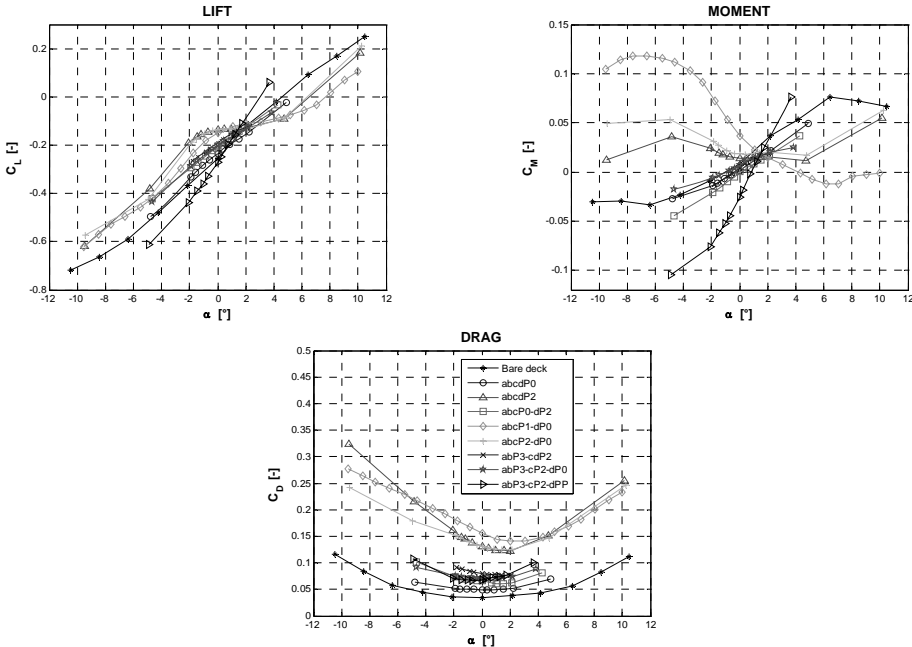 LIFT
0.2
0
-0.2
-0.4
-0.6
-0.8
C_L [-]
-12 -10 -8 -6 -4 -2 0 2 4 6 8 10 12
α [°]
MOMENT
0.15
0.1
0.05
0
-0.05
-0.1
C_M [-]
-12 -10 -8 -6 -4 -2 0 2 4 6 8 10 12
α [°]
DRAG
0.5
0.45
0.4
0.35
0.3
0.25
0.2
0.15
0.1
0.05
0
C_D [-]
Bare deck
abcdP0
abcdP2
abcP0-dP2
abcP1-dP0
abcP2-dP0
abP3-cdP2
abP3-cP2-dP0
abP3-cP2-dPP
-12 -10 -8 -6 -4 -2 0 2 4 6 8 10 12
α [°]